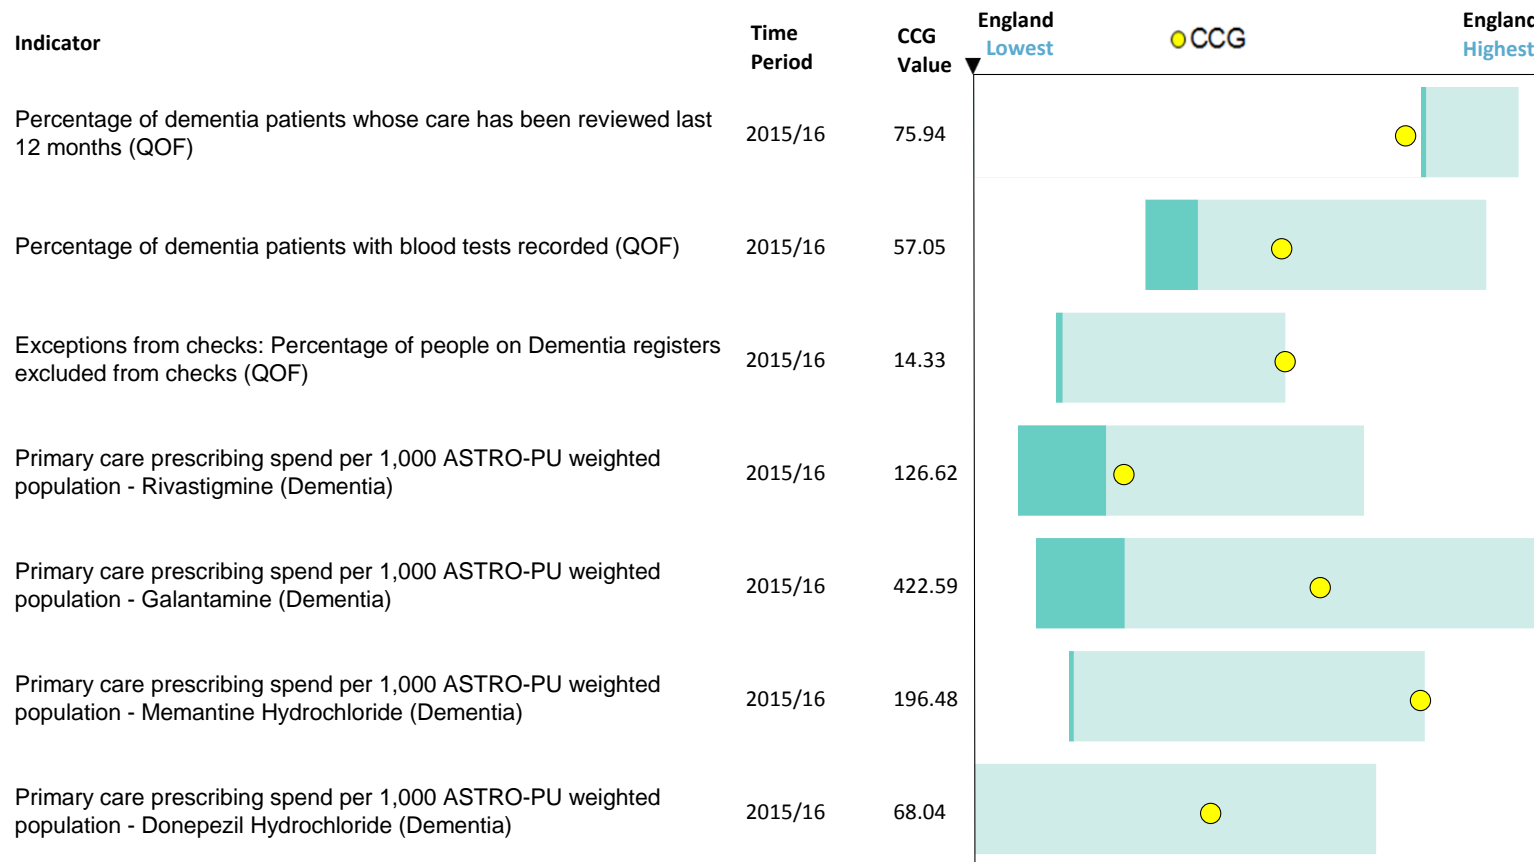 Indicator
Time Period
CCG Value
England Lowest
CCG
England Highest
Percentage of dementia patients whose care has been reviewed last
12 months (QOF)
2015/16
75.94
Percentage of dementia patients with blood tests recorded (QOF)
2015/16
57.05
Exceptions from checks: Percentage of people on Dementia registers
excluded from checks (QOF)
2015/16
14.33
Primary care prescribing spend per 1,000 ASTRO-PU weighted
population - Rivastigmine (Dementia)
2015/16
126.62
Primary care prescribing spend per 1,000 ASTRO-PU weighted
population - Galantamine (Dementia)
2015/16
422.59
Primary care prescribing spend per 1,000 ASTRO-PU weighted
population - Memantine Hydrochloride (Dementia)
2015/16
196.48
Primary care prescribing spend per 1,000 ASTRO-PU weighted
population - Donepezil Hydrochloride (Dementia)
2015/16
68.04